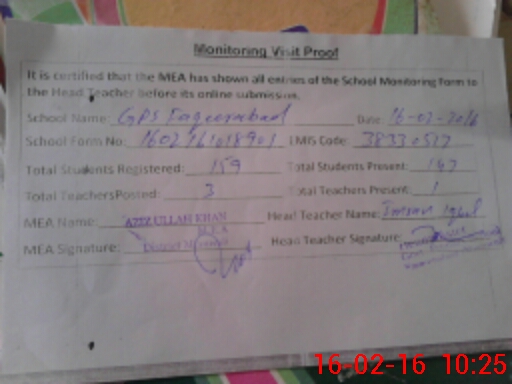 Monitoring Visit Proof
It is certified that the MEA has shown all entries of the School Monitoring Form to
the Head Teacher before its online submission.
School Name: GPS Faqeerabad Date: 16-02-2016
School Form No: EMIS Code: 38330517
Total Students Registered: 159 Total Students Present: 147
Total Teachers Posted: 3 Total Teachers Present: 1
MEA Name: AZIZ ULLAH KHAN Head Teacher Name: Imran Iqbal
M.E.A
MEA Signature: District Head Teacher Signature:
16-02-16 10:25